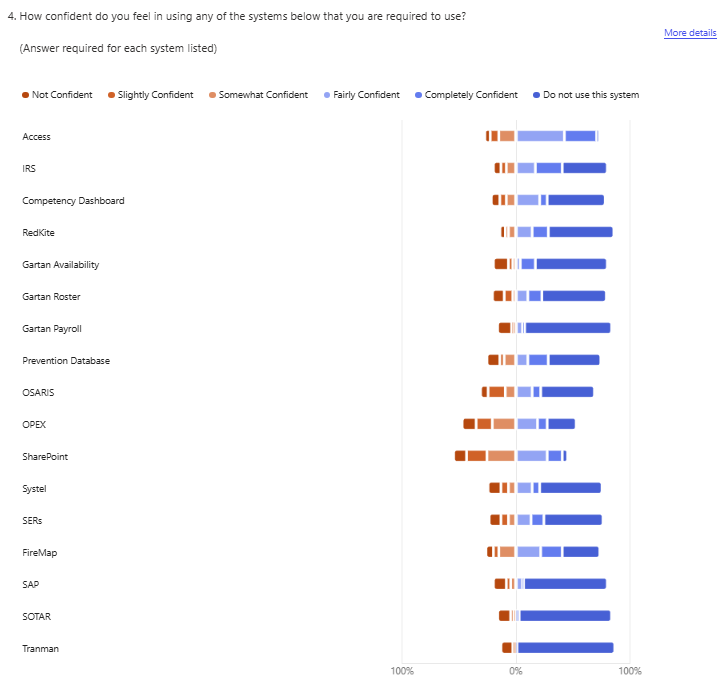 4. How confident do you feel in using any of the systems below that you are required to use?
More details
(Answer required for each system listed)
Not Confident Slightly Confident Somewhat Confident Fairly Confident Completely Confident Do not use this system
Access
IRS
Competency Dashboard
RedKite
Gartan Availability
Gartan Roster
Gartan Payroll
Prevention Database
OSARIS
OPEX
SharePoint
Systel
SERs
FireMap
SAP
SOTAR
Tranman
100% 0% 100%